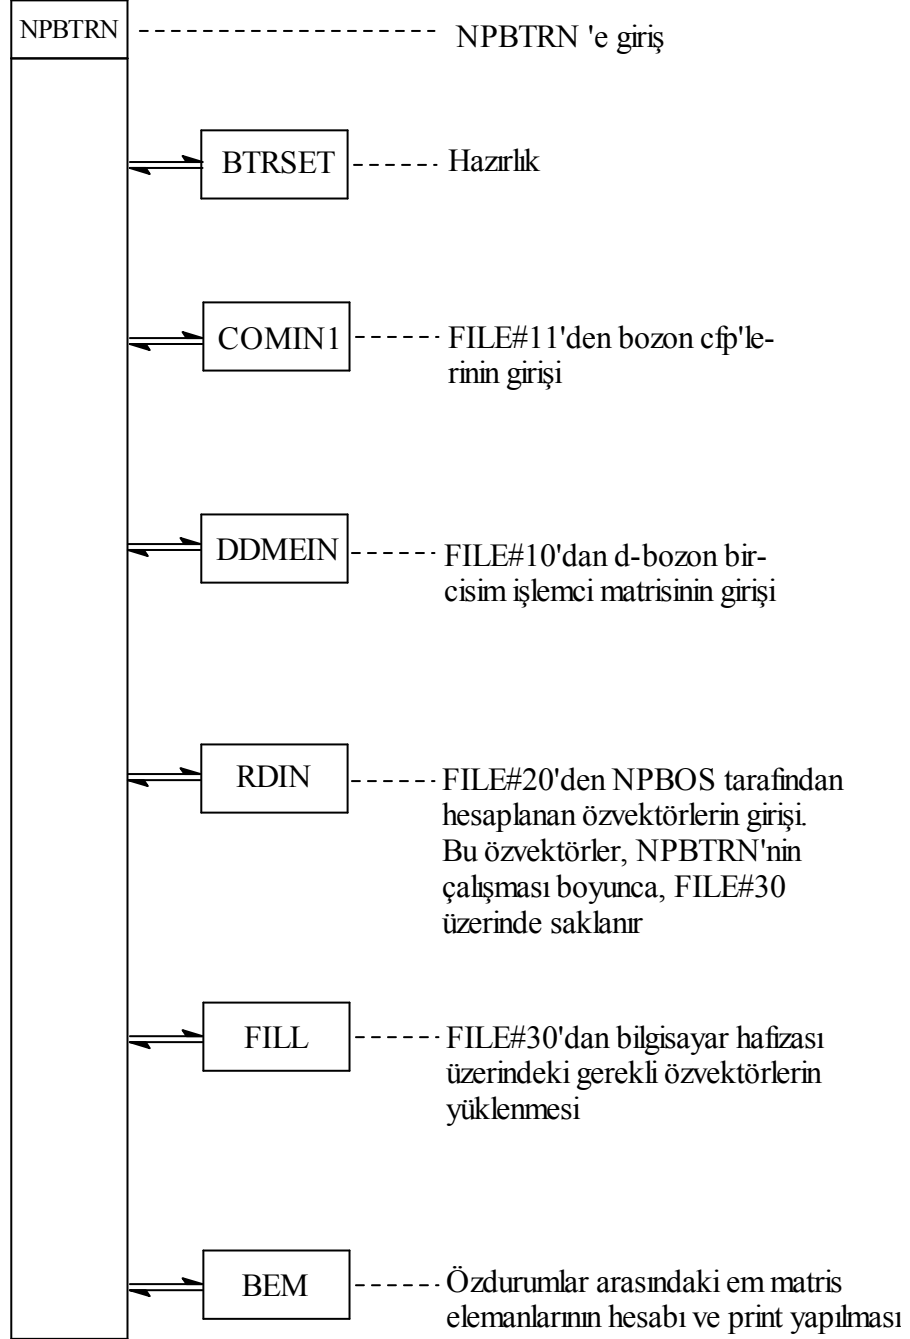 NPBTRN
NPBTRN 'e giriş
BTRSET
Hazırlık
COMIN1
FILE#11'den bozon cfp'le-
rinin girişi
DDMEIN
FILE#10'dan d-bozon bir-
cisim işlemci matrisinin girişi
RDIN
FILE#20'den NPBOS tarafından
hesaplanan özvektörlerin girişi.
Bu özvektörler, NPBTRN'nin
çalışması boyunca, FILE#30
üzerinde saklanır
FILL
FILE#30'dan bilgisayar hafızası
üzerindeki gerekli özvektörlerin
yüklenmesi
BEM
Özdurumlar arasındaki em matris
elemanlarının hesabı ve print yapılması